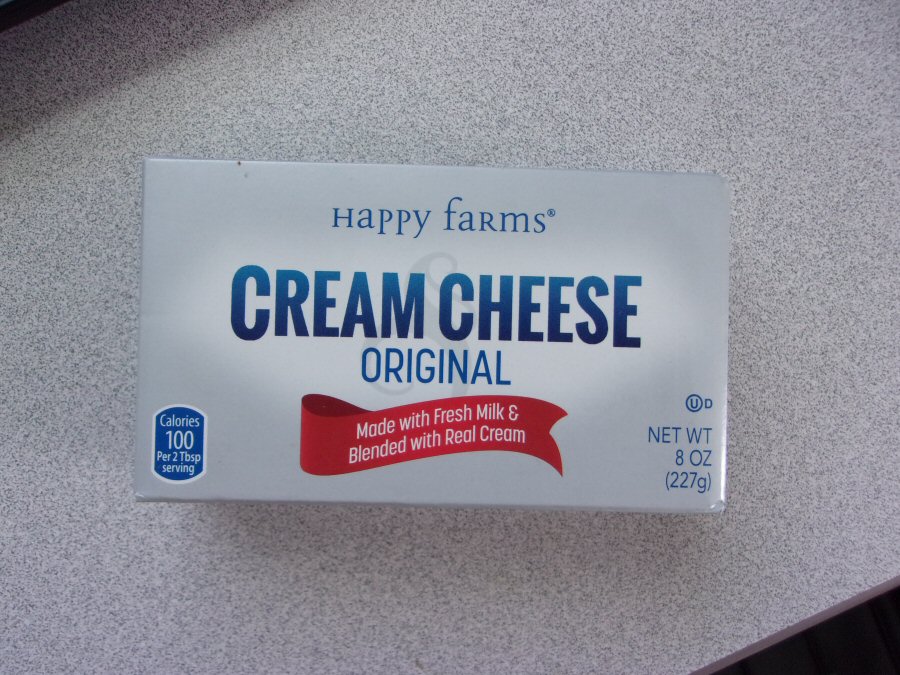 Happy Farms®
CREAM CHEESE
ORIGINAL
Made with Fresh Milk &
Blended with Real Cream
Calories
100
Per 2 Tbsp
serving
U D
NET WT
8 OZ
(227g)